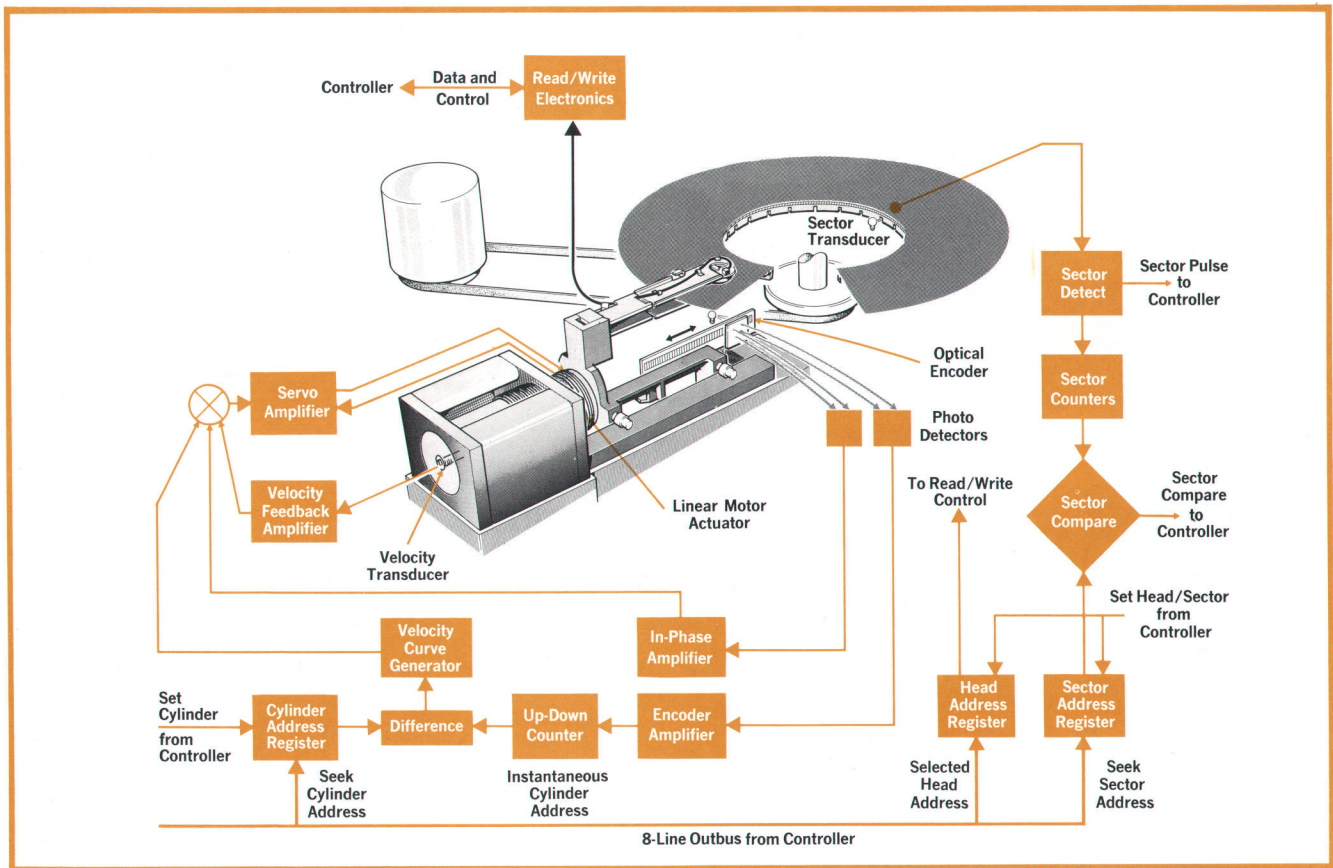 Controller
Data and
Control
Read/Write
Electronics
Sector
Transducer
Sector
Detect
Sector Pulse
to
Controller
Optical
Encoder
Sector
Counters
Servo
Amplifier
Photo
Detectors
To Read/Write
Control
Sector
Compare
Sector
Compare
to
Controller
Velocity
Feedback
Amplifier
Linear Motor
Actuator
Velocity
Transducer
Set Head/Sector
from
Controller
Velocity
Curve
Generator
In-Phase
Amplifier
Set
Cylinder
from
Controller
Cylinder
Address
Register
Difference
Up-Down
Counter
Encoder
Amplifier
Head
Address
Register
Sector
Address
Register
Seek
Cylinder
Address
Instantaneous
Cylinder
Address
Selected
Head
Address
Seek
Sector
Address
8-Line Outbus from Controller